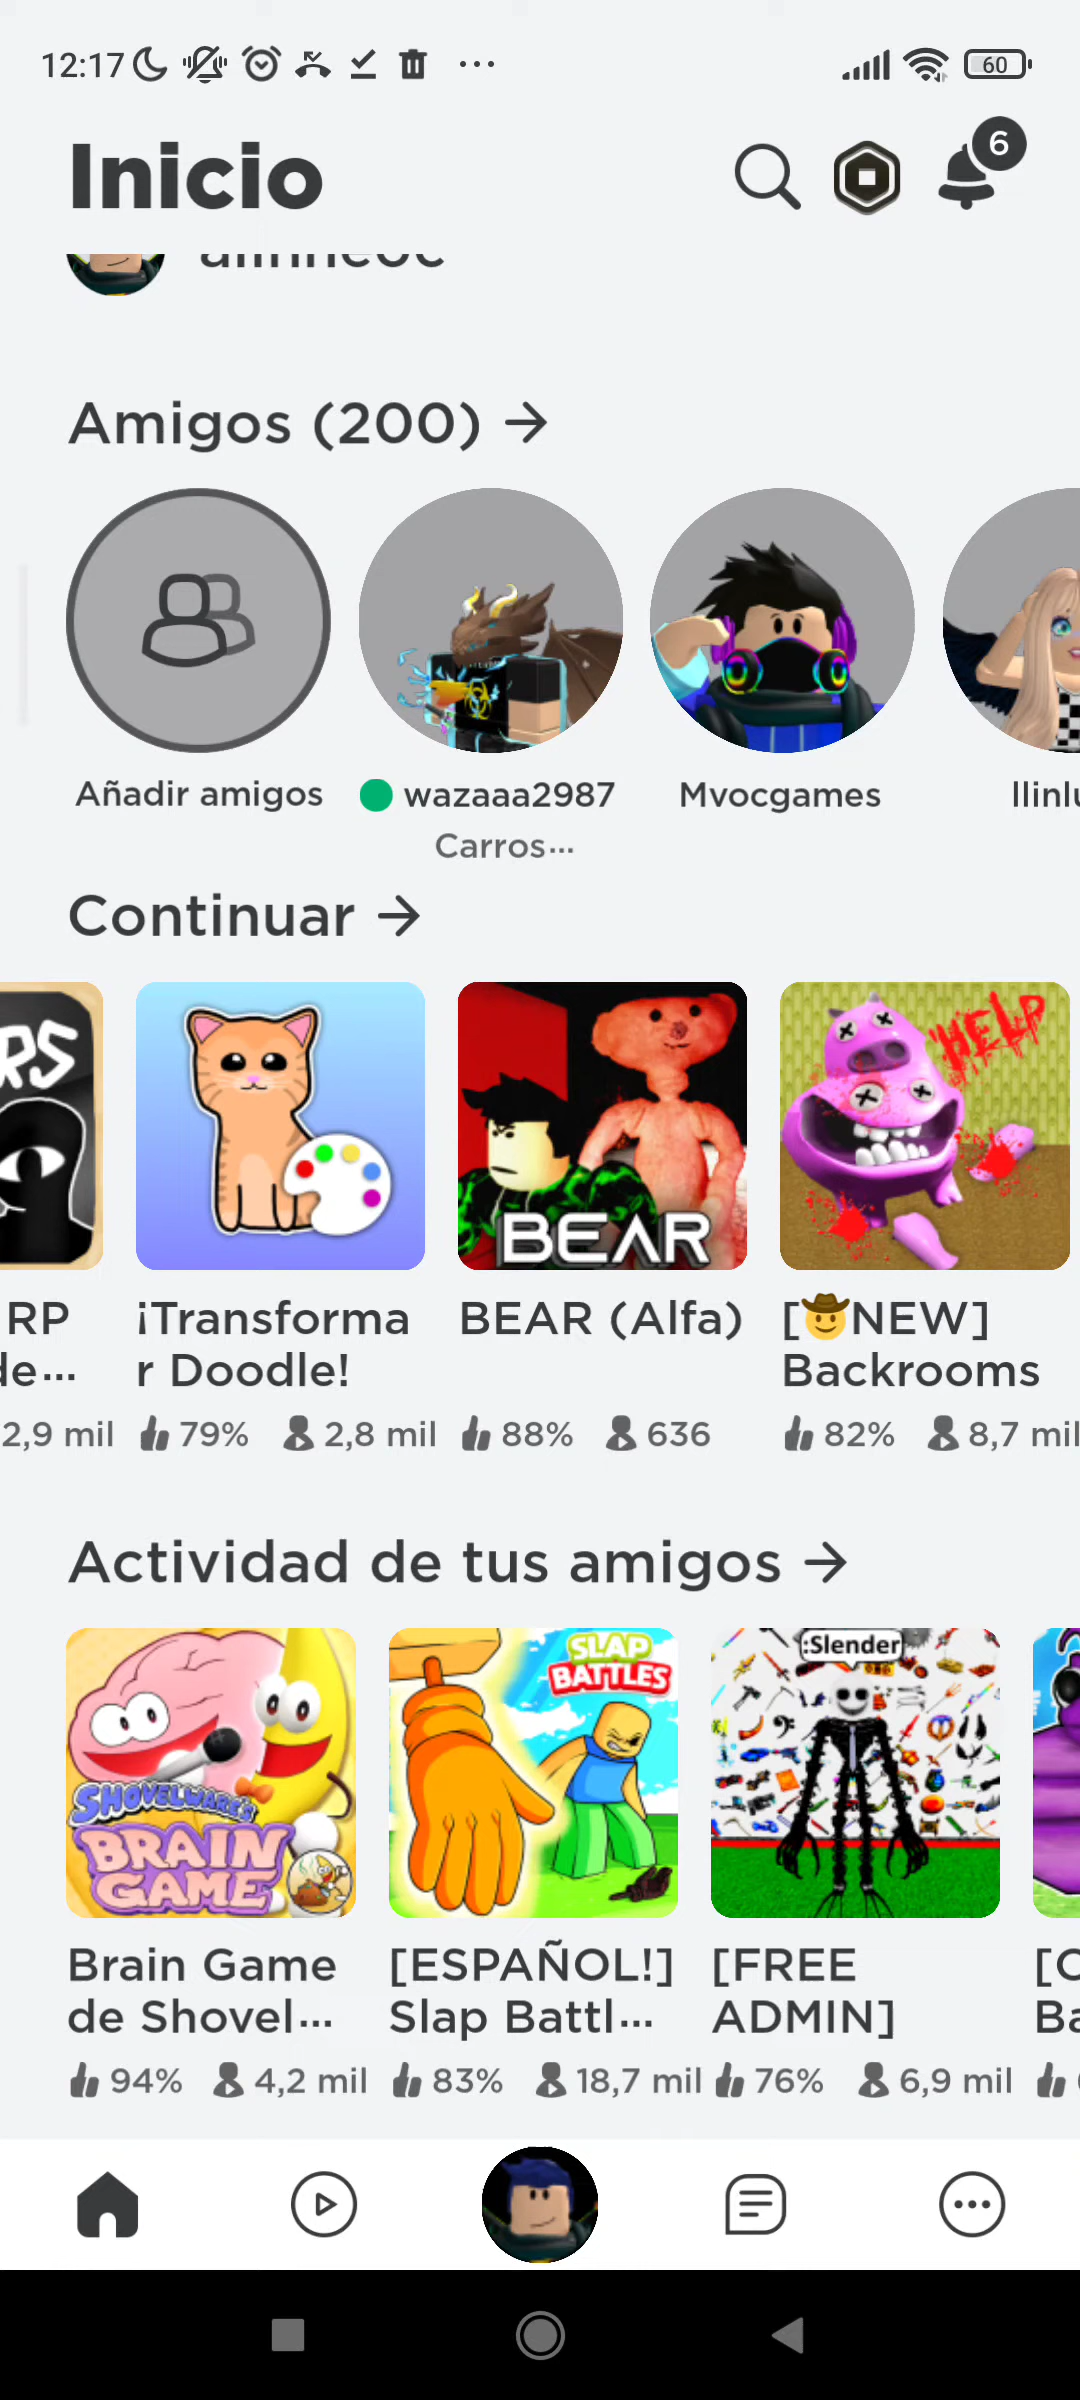 12:17
60
Inicio
6
Amigos (200)
Añadir amigos
wazaaa2987
Mvocgames
Carros...
Continuar
HELP
BEAR
RP
¡Transforma
r Doodle!
BEAR (Alfa)
[🤠NEW]
Backrooms
2,9 mil
79%
2,8 mil
88%
636
82%
8,7 mil
Actividad de tus amigos
SHOVELWARE'S
BRAIN
GAME
SLAP
BATTLES
:Slender
Brain Game
de Shovel...
[ESPAÑOL!]
Slap Battl...
[FREE
ADMIN]
94%
4,2 mil
83%
18,7 mil
76%
6,9 mil